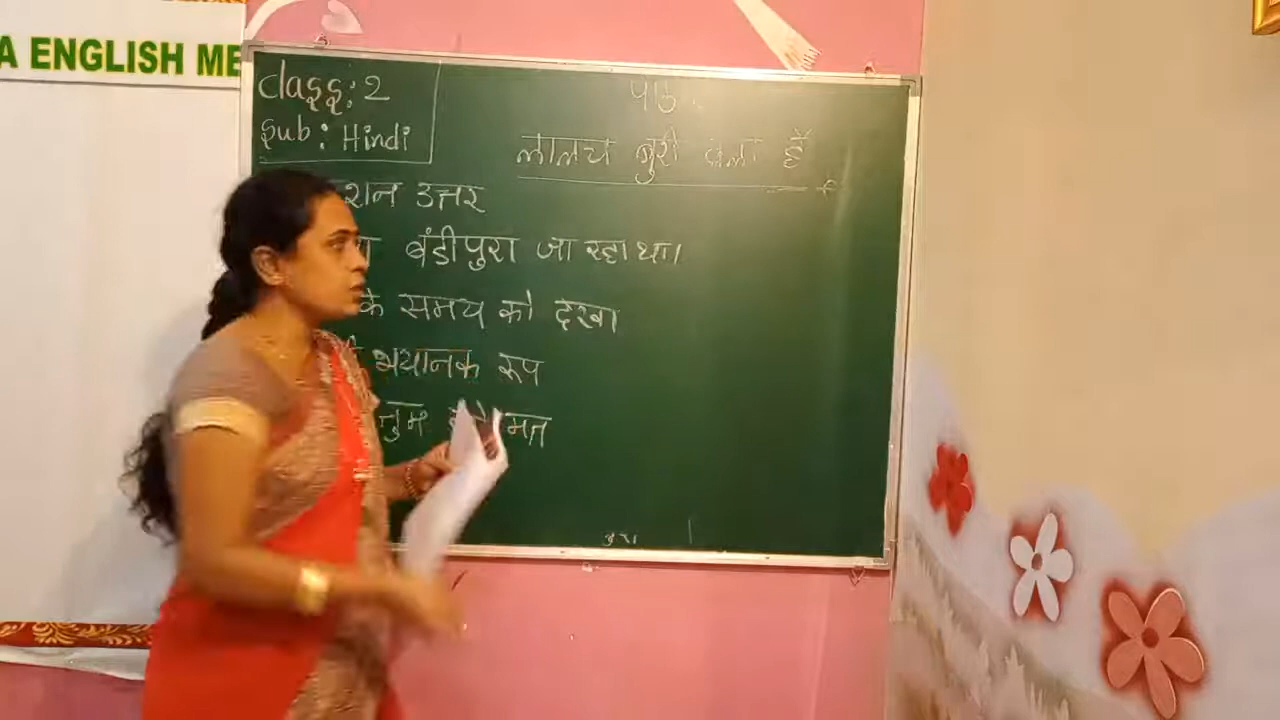 A ENGLISH ME
Class: 2
Sub: Hindi
पाठ
लालच बुरी बला है
शन उत्तर
बंडीपुरा जा रहा था।
के समय को देखा
भयानक रूप
तुम को मत